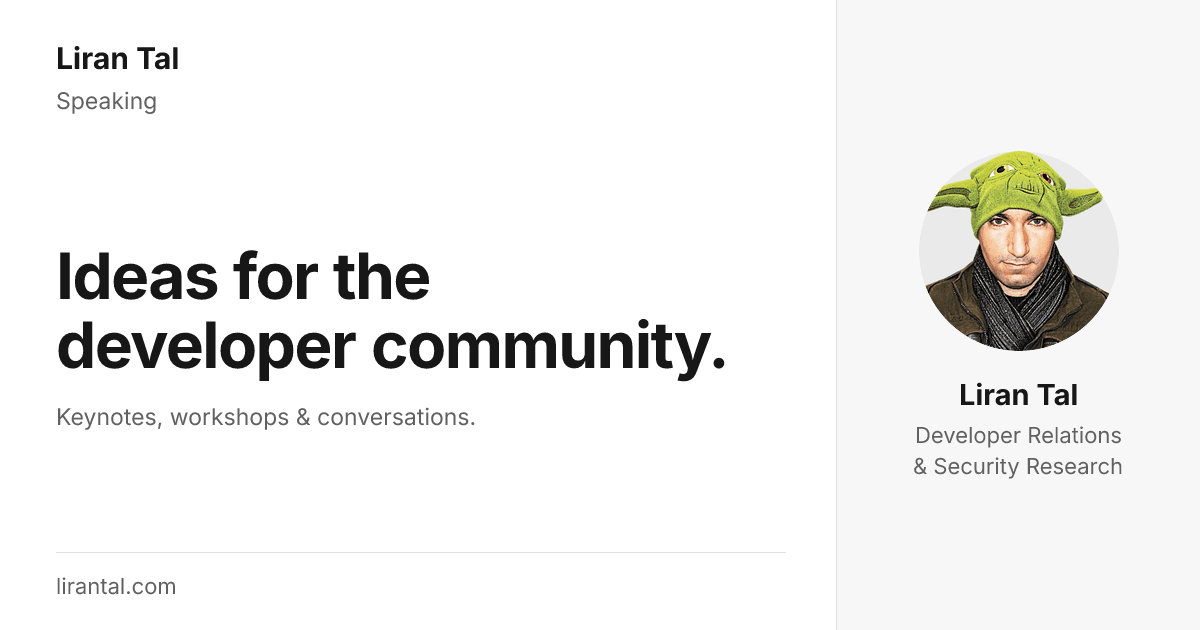 Liran Tal
Speaking
Ideas for the
developer community.
Keynotes, workshops & conversations.
lirantal.com
Liran Tal
Developer Relations
& Security Research